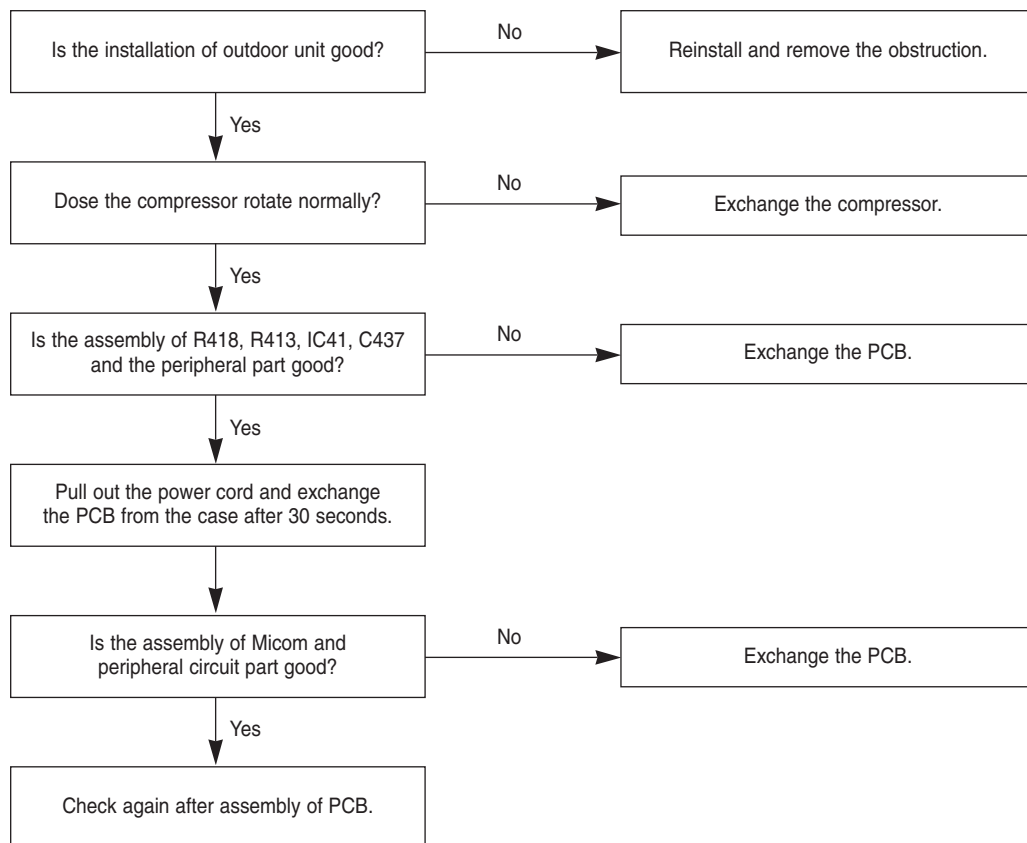 Is the installation of outdoor unit good?
No
Reinstall and remove the obstruction.
Yes
Dose the compressor rotate normally?
No
Exchange the compressor.
Yes
Is the assembly of R418, R413, IC41, C437
and the peripheral part good?
No
Exchange the PCB.
Yes
Pull out the power cord and exchange
the PCB from the case after 30 seconds.
Is the assembly of Micom and
peripheral circuit part good?
No
Exchange the PCB.
Yes
Check again after assembly of PCB.